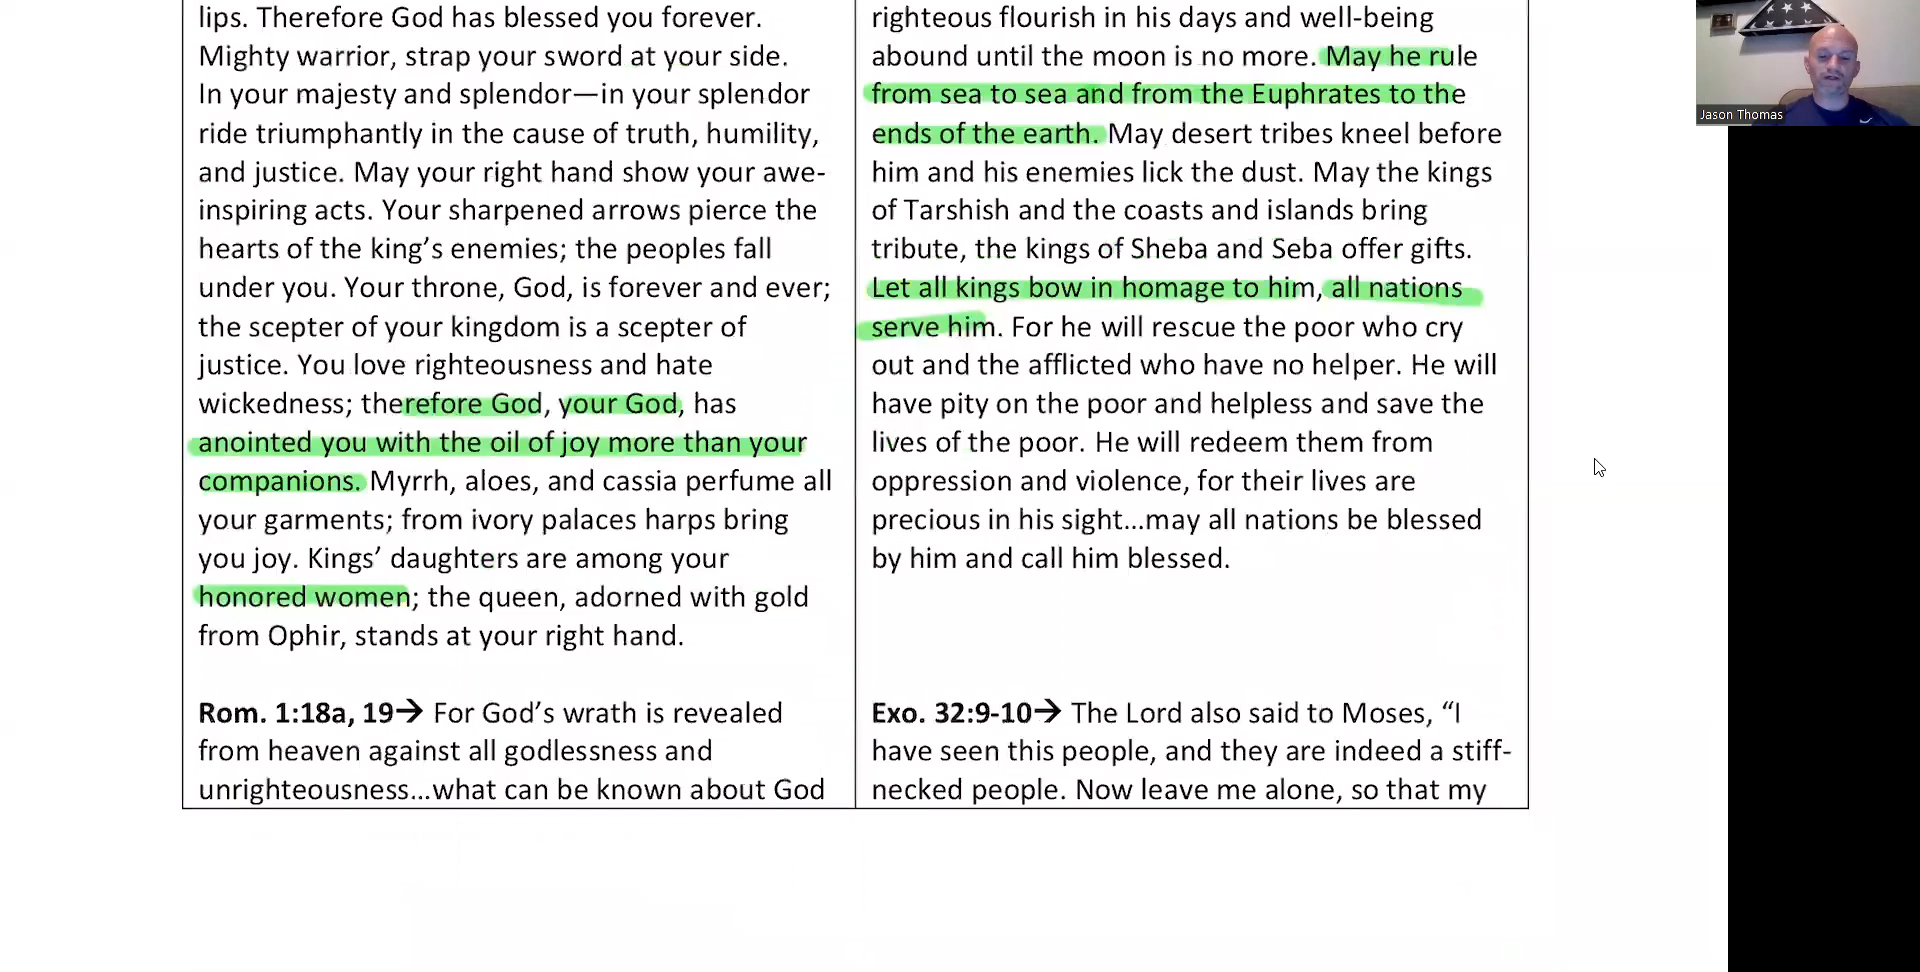 lips. Therefore God has blessed you forever.
Mighty warrior, strap your sword at your side.
In your majesty and splendor—in your splendor
ride triumphantly in the cause of truth, humility,
and justice. May your right hand show your awe-
inspiring acts. Your sharpened arrows pierce the
hearts of the king’s enemies; the peoples fall
under you. Your throne, God, is forever and ever;
the scepter of your kingdom is a scepter of
justice. You love righteousness and hate
wickedness; therefore God, your God, has
anointed you with the oil of joy more than your
companions. Myrrh, aloes, and cassia perfume all
your garments; from ivory palaces harps bring
you joy. Kings’ daughters are among your
honored women; the queen, adorned with gold
from Ophir, stands at your right hand.
Rom. 1:18a, 19→ For God’s wrath is revealed
from heaven against all godlessness and
unrighteousness…what can be known about God
righteous flourish in his days and well-being
abound until the moon is no more. May he rule
from sea to sea and from the Euphrates to the
ends of the earth. May desert tribes kneel before
him and his enemies lick the dust. May the kings
of Tarshish and the coasts and islands bring
tribute, the kings of Sheba and Seba offer gifts.
Let all kings bow in homage to him, all nations
serve him. For he will rescue the poor who cry
out and the afflicted who have no helper. He will
have pity on the poor and helpless and save the
lives of the poor. He will redeem them from
oppression and violence, for their lives are
precious in his sight…may all nations be blessed
by him and call him blessed.
Exo. 32:9-10→ The Lord also said to Moses, “I
have seen this people, and they are indeed a stiff-
necked people. Now leave me alone, so that my
Jason Thomas